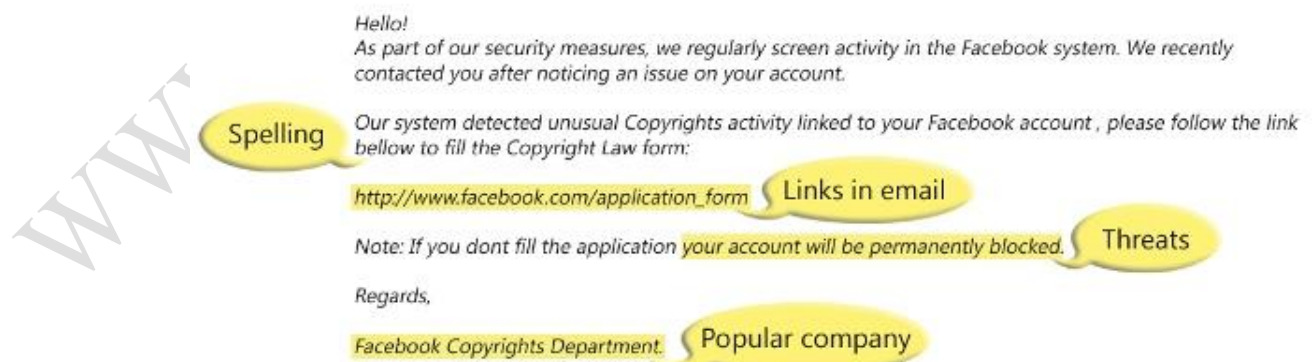 Hello!
As part of our security measures, we regularly screen activity in the Facebook system. We recently
contacted you after noticing an issue on your account.
Spelling
Our system detected unusual Copyrights activity linked to your Facebook account , please follow the link
bellow to fill the Copyright Law form:
http://www.facebook.com/application_form
Links in email
Note: If you dont fill the application your account will be permanently blocked.
Threats
Regards,
Facebook Copyrights Department.
Popular company
WW